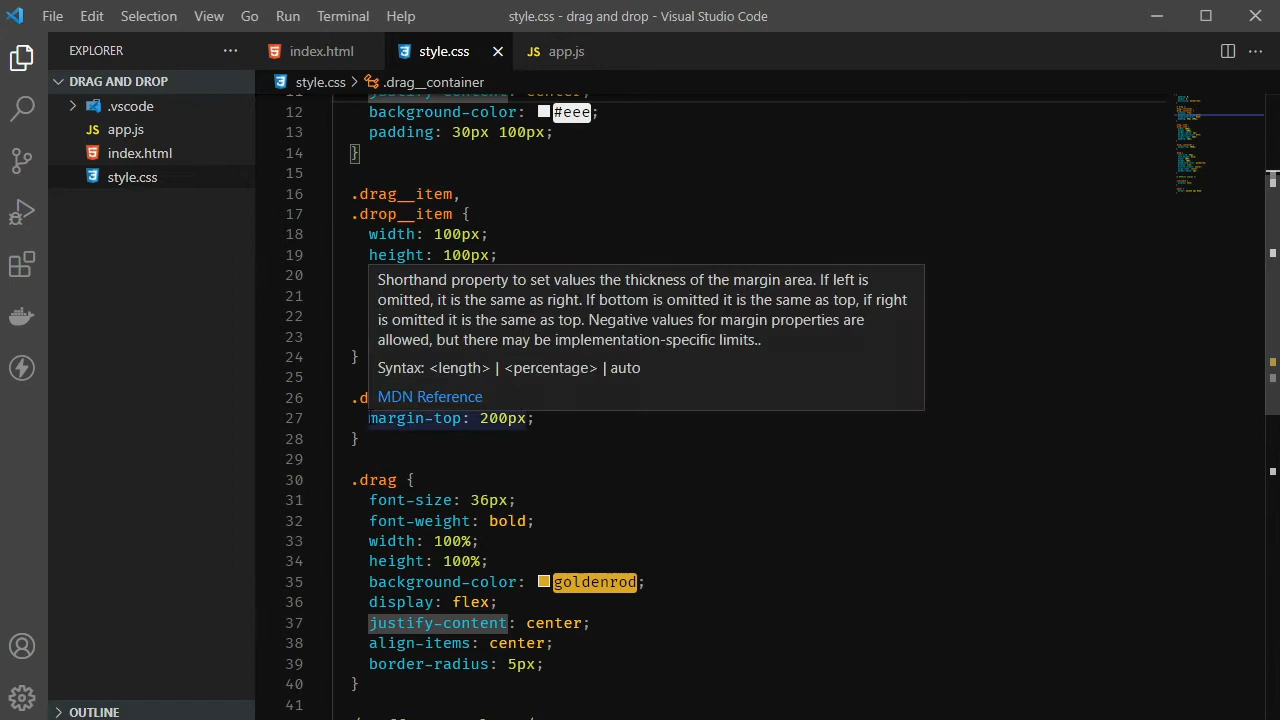 File Edit Selection View Go Run Terminal Help
style.css - drag and drop - Visual Studio Code
EXPLORER
index.html
style.css
JS app.js
DRAG AND DROP
.vscode
JS app.js
index.html
style.css
OUTLINE
style.css > .drag__container
11 justify-content: center;
12 background-color: #eee;
13 padding: 30px 100px;
14 }
15
16 .drag__item,
17 .drop__item {
18 width: 100px;
19 height: 100px;
20
21
22
23
24 }
25
Shorthand property to set values the thickness of the margin area. If left is
omitted, it is the same as right. If bottom is omitted it is the same as top, if right
is omitted it is the same as top. Negative values for margin properties are
allowed, but there may be implementation-specific limits..
Syntax: <length> | <percentage> | auto
MDN Reference
26 .d
27 margin-top: 200px;
28 }
29
30 .drag {
31 font-size: 36px;
32 font-weight: bold;
33 width: 100%;
34 height: 100%;
35 background-color: goldenrod;
36 display: flex;
37 justify-content: center;
38 align-items: center;
39 border-radius: 5px;
40 }
41